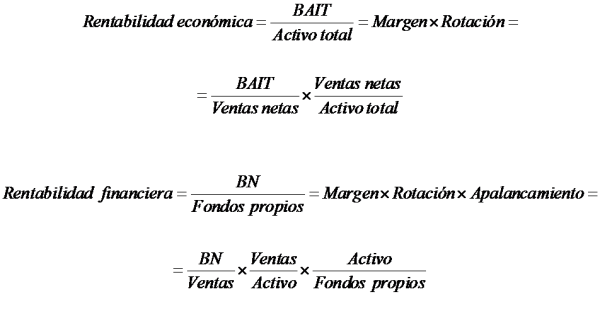 Rentabilidad económica = BAIT / Activo total = Margen × Rotación =
= BAIT / Ventas netas × Ventas netas / Activo total
Rentabilidad financiera = BN / Fondos propios = Margen × Rotación × Apalancamiento =
= BN / Ventas × Ventas / Activo × Activo / Fondos propios